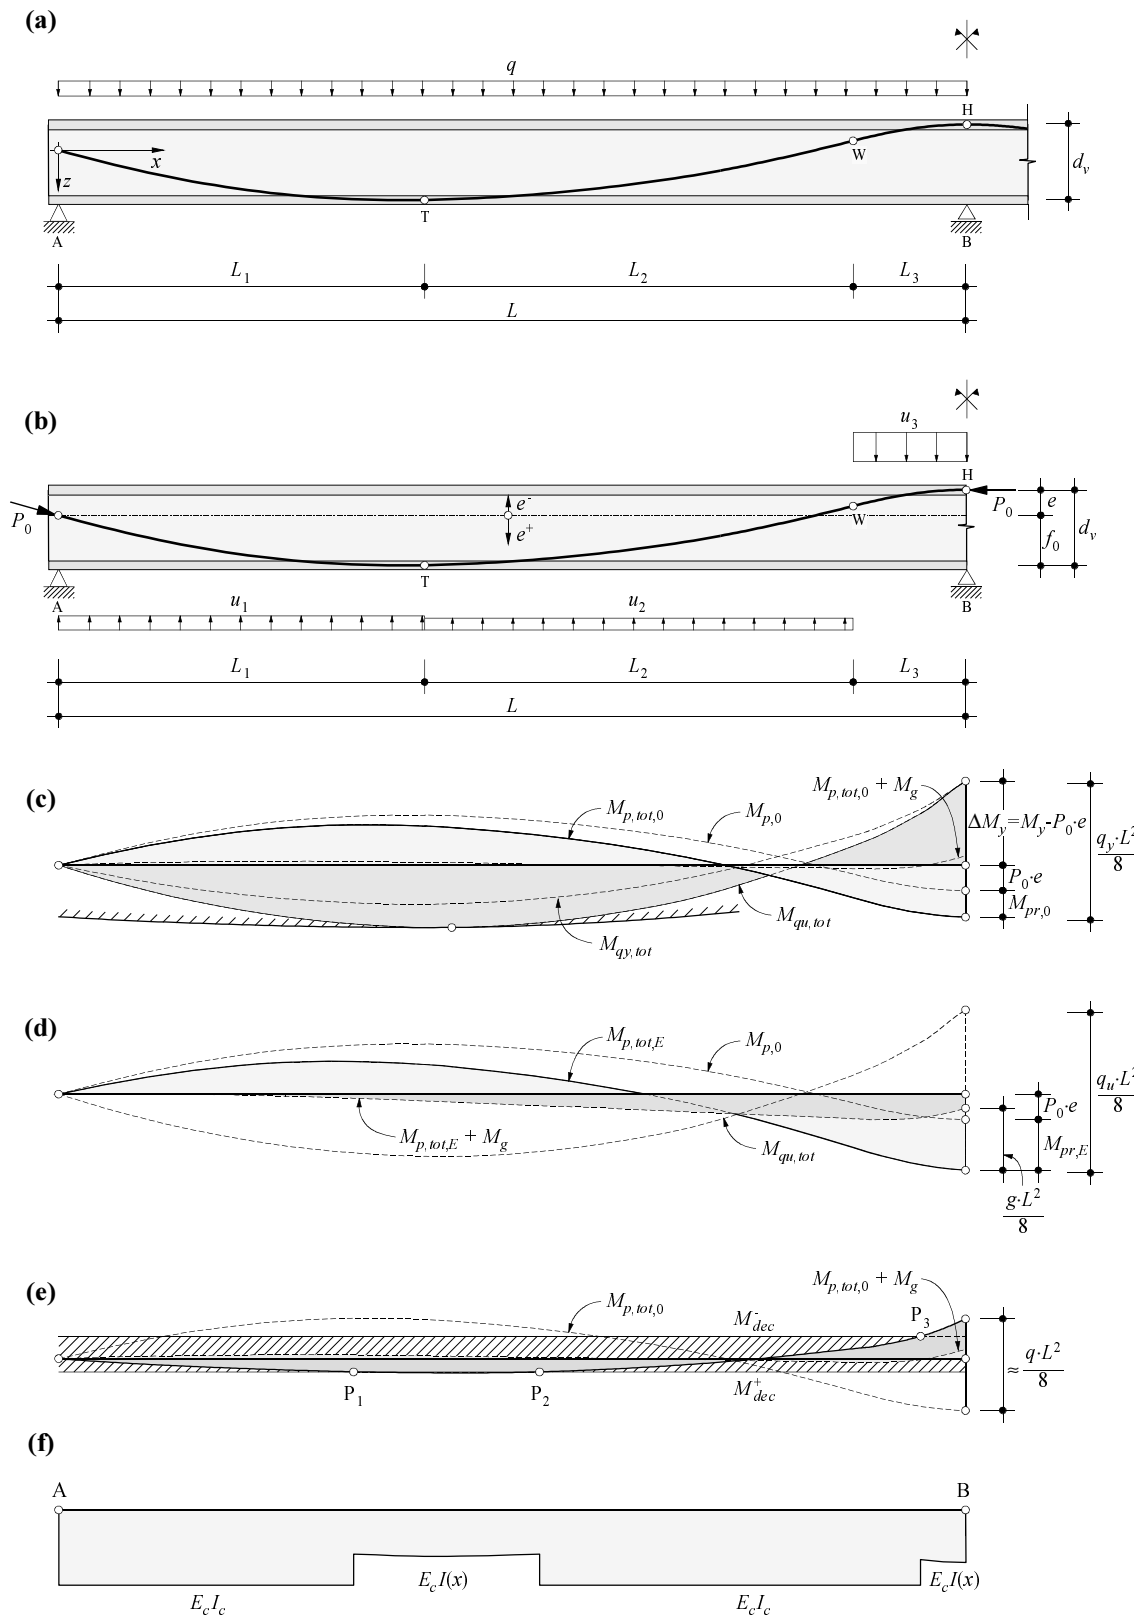 (a)
q
H
x
W
z
d_v
T
A
B
L_1 L_2 L_3
L
(b)
u_3
H
P_0 e^- W P_0 e
e^+ f_0 d_v
T
A u_1 u_2 B
L_1 L_2 L_3
L
(c)
M_{p,tot,0} + M_g
M_{p,tot,0} M_{p,0}
ΔM_y=M_y-P_0·e
q_y·L^2
8
P_0·e
M_{pr,0}
M_{qu,tot}
M_{qy,tot}
(d)
M_{p,tot,E} M_{p,0}
q_u·L^2
8
P_0·e
M_{p,tot,E} + M_g M_{qu,tot} M_{pr,E}
g·L^2
8
(e)
M_{p,tot,0} + M_g
M_{p,tot,0}
M_{dec}^- P_3
≈ q·L^2
8
P_1 P_2 M_{dec}^+
(f)
A B
E_cI(x) E_cI(x)
E_cI_c E_cI_c